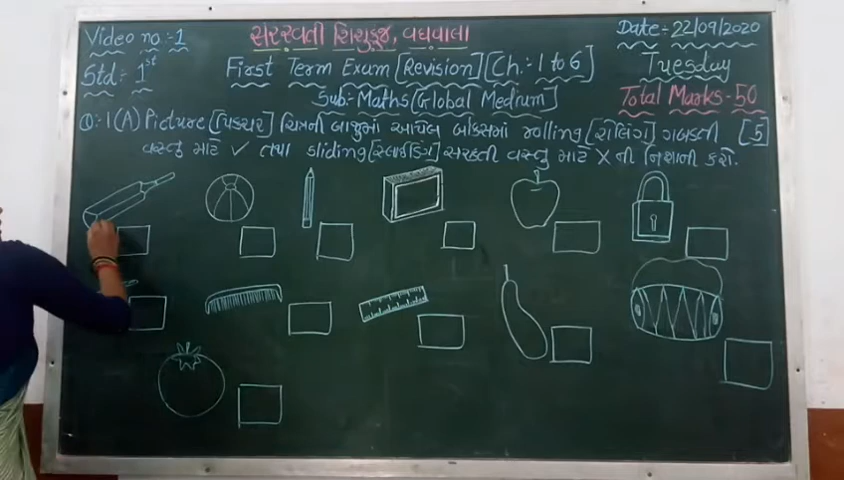 Video no:- 1
સરસ્વતી શિશુકુંજ, વઘવાલા
Date:- 22/09/2020
Std:- 1st
First Term Exam [Revision] [Ch.:-1 to 6]
Tuesday
Sub:- Maths (Global Medium]
Total Marks - 50
Q:-1 (A) Picture [પિક્ચર] ચિત્રની બાજુમાં આપેલ બોક્સમાં rolling [રોલિંગ] ગબડતી [5]
વસ્તુ માટે ✓ તથા sliding [સ્લાઈડિંગ] સરકતી વસ્તુ માટે X ની નિશાની કરો.